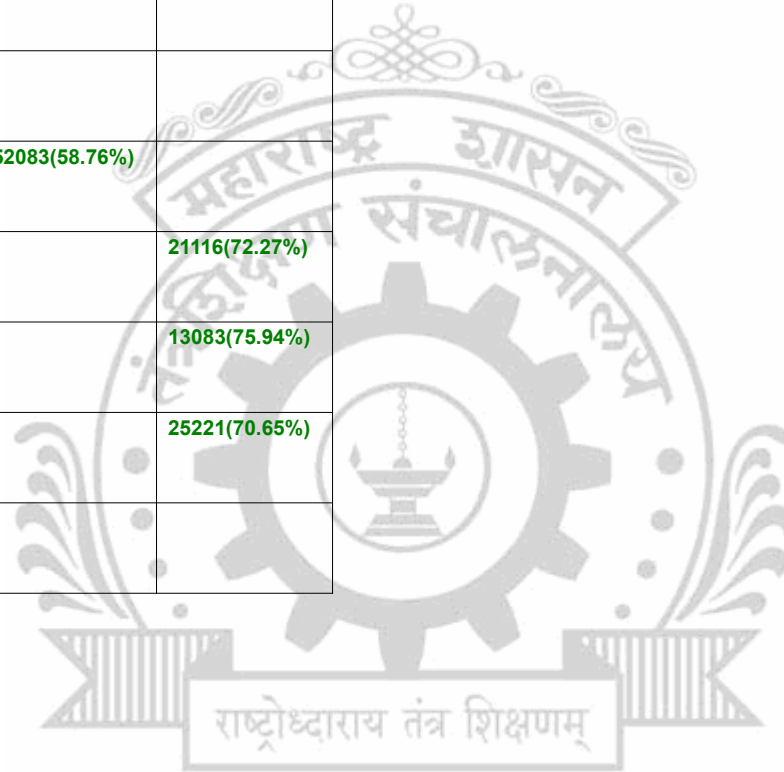 महाराष्ट्र शासन
52083(58.76%)
तंत्रशिक्षण संचालनालय
21116(72.27%)
13083(75.94%)
25221(70.65%)
राष्ट्रोध्दाराय तंत्र शिक्षणम्